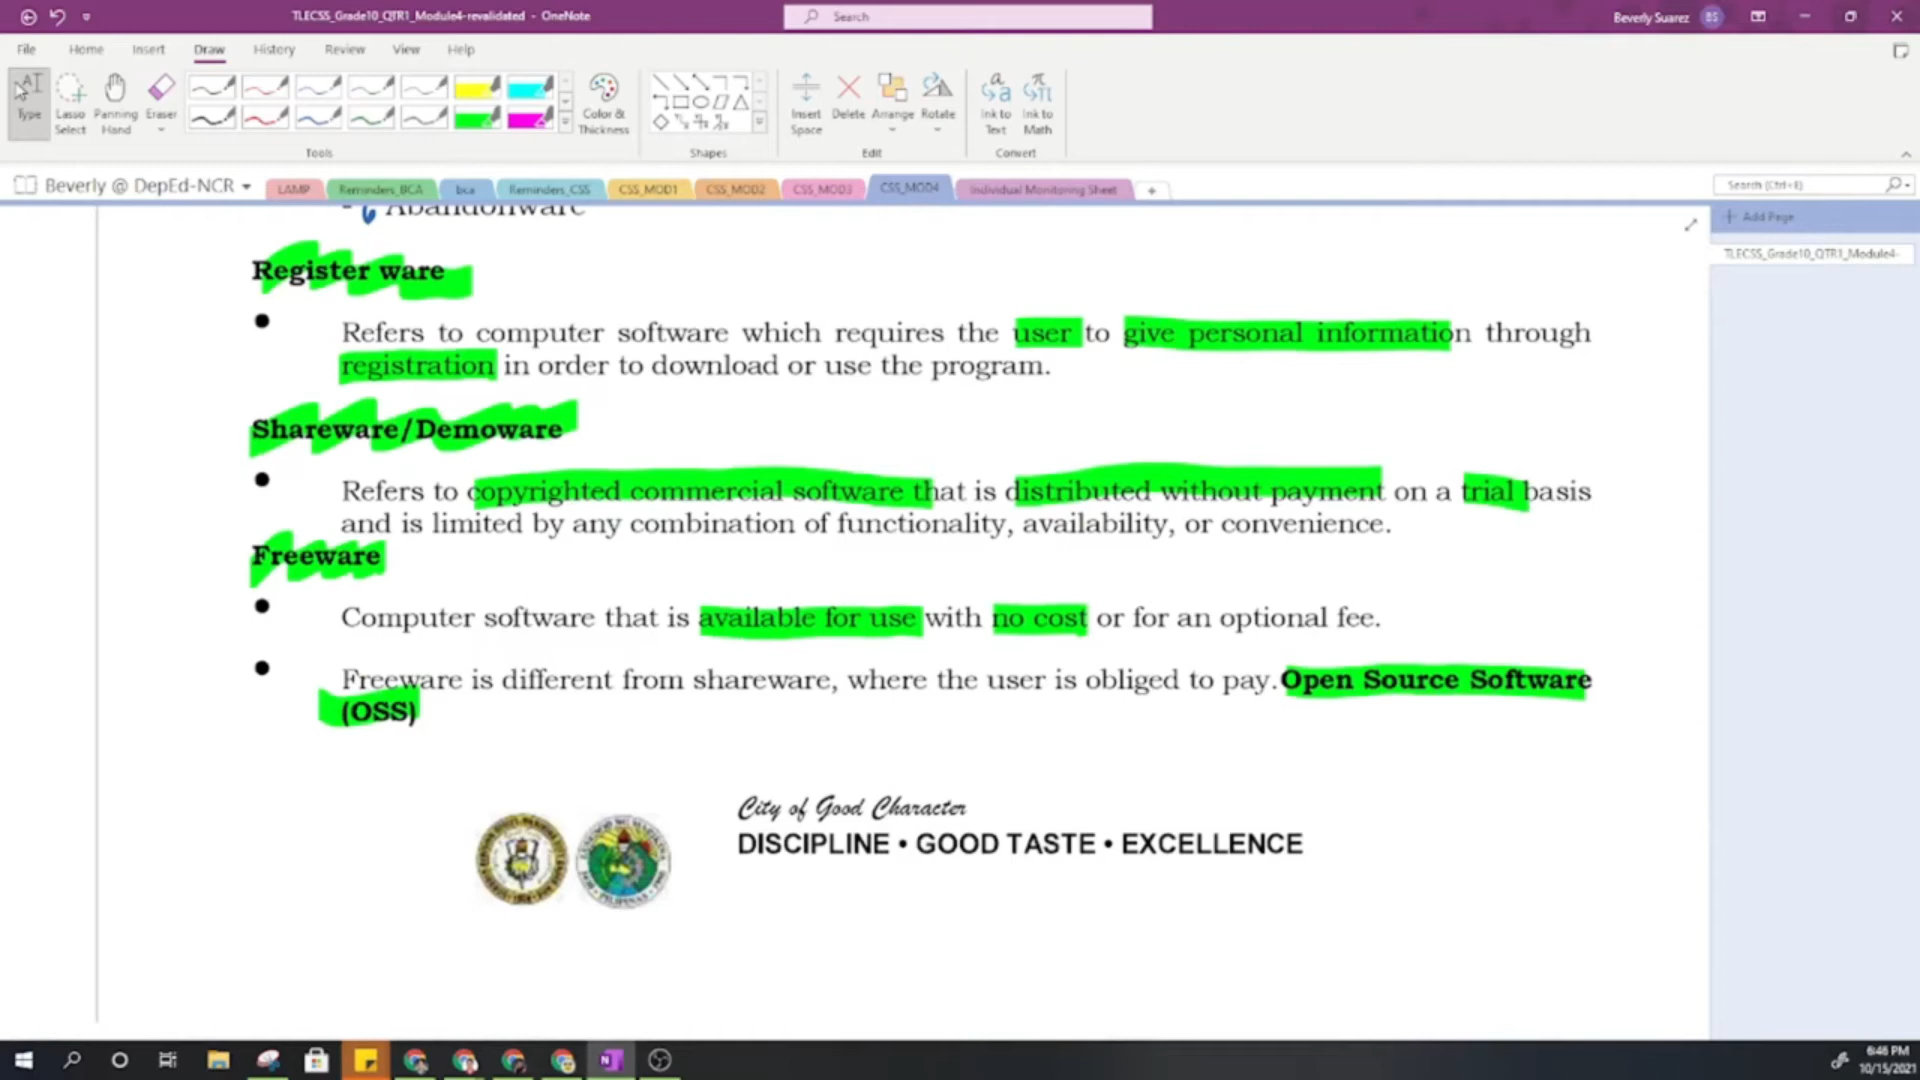 TLECSS_Grade10_QTR1_Module4-revalidated - OneNote
Search
Beverly Suarez
BS
File Home Insert Draw History Review View Help
Type
Lasso Select
Panning Hand
Eraser
Color & Thickness
Insert Space
Delete
Arrange
Rotate
Ink to Text
Ink to Math
Tools
Shapes
Edit
Convert
Beverly @ DepEd-NCR
LAMP
Reminders_BCA
bca
Reminders_CSS
CSS_MOD1
CSS_MOD2
CSS_MOD3
CSS_MOD4
Individual Monitoring Sheet
+
Search (Ctrl+E)
+ Add Page
TLECSS_Grade10_QTR1_Module4-
- Abandonware
Register ware
● Refers to computer software which requires the user to give personal information through
registration in order to download or use the program.
Shareware/Demoware
● Refers to copyrighted commercial software that is distributed without payment on a trial basis
and is limited by any combination of functionality, availability, or convenience.
Freeware
● Computer software that is available for use with no cost or for an optional fee.
● Freeware is different from shareware, where the user is obliged to pay.Open Source Software
(OSS)
City of Good Character
DISCIPLINE • GOOD TASTE • EXCELLENCE
6:46 PM
10/15/2021